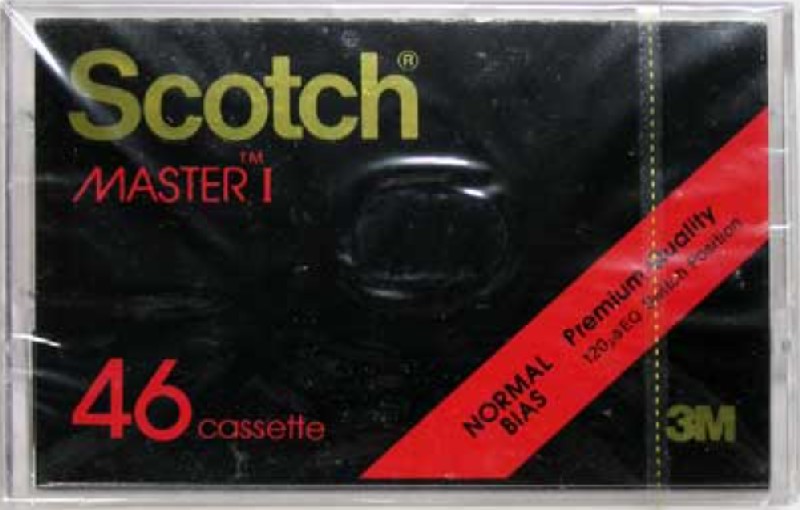 Scotch®
MASTER™ I
46 cassette
NORMAL
BIAS
Premium Quality
120µs EQ Switch Position
3M